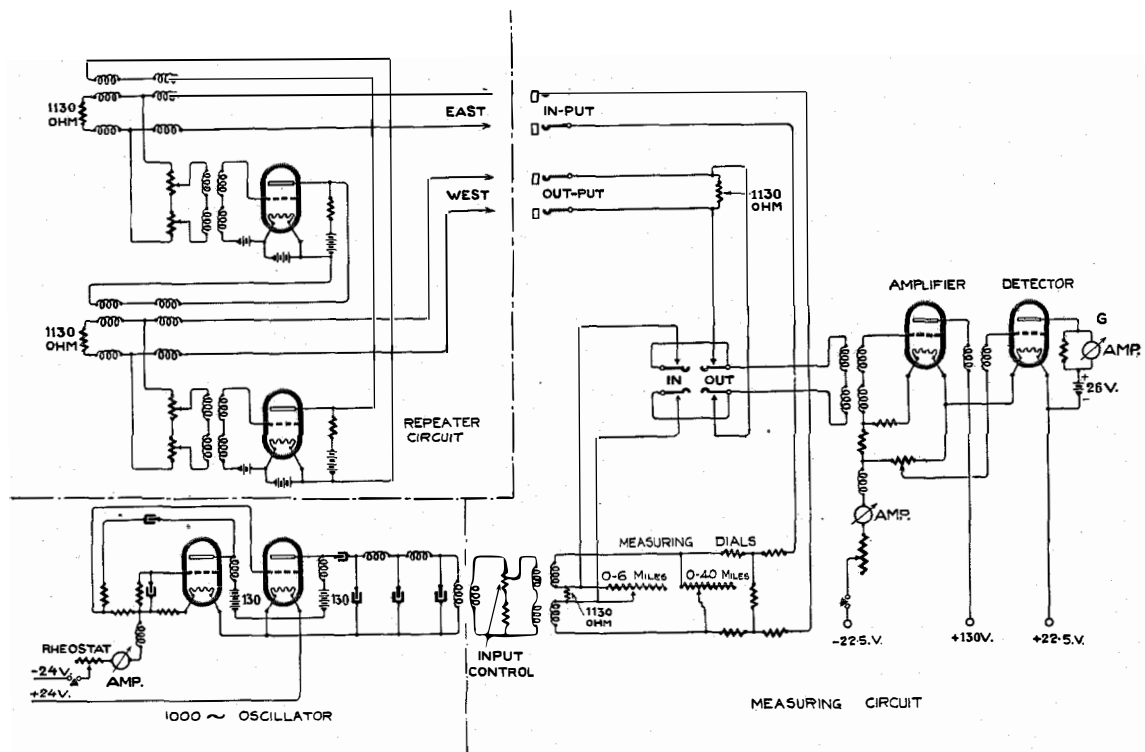 1130
OHM
EAST
IN-PUT
WEST
OUT-PUT
1130
OHM
1130
OHM
REPEATER
CIRCUIT
IN
OUT
AMPLIFIER
DETECTOR
G
AMP.
+
26V.
-
AMP.
-22·5.V.
+130V.
+22·5.V.
MEASURING DIALS
0-6 MILES
0-40 MILES
1130
OHM
INPUT
CONTROL
130
130
RHEOSTAT
-24V.
+24V.
AMP.
1000 ~ OSCILLATOR
MEASURING CIRCUIT